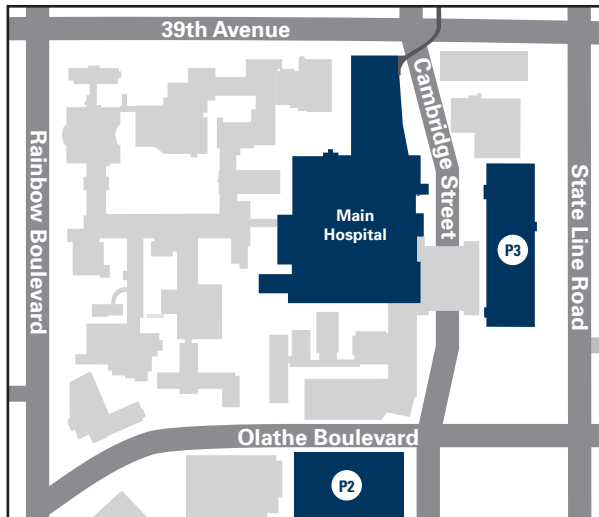 39th Avenue
Cambridge Street
Rainbow Boulevard
State Line Road
Main
Hospital
P3
Olathe Boulevard
P2